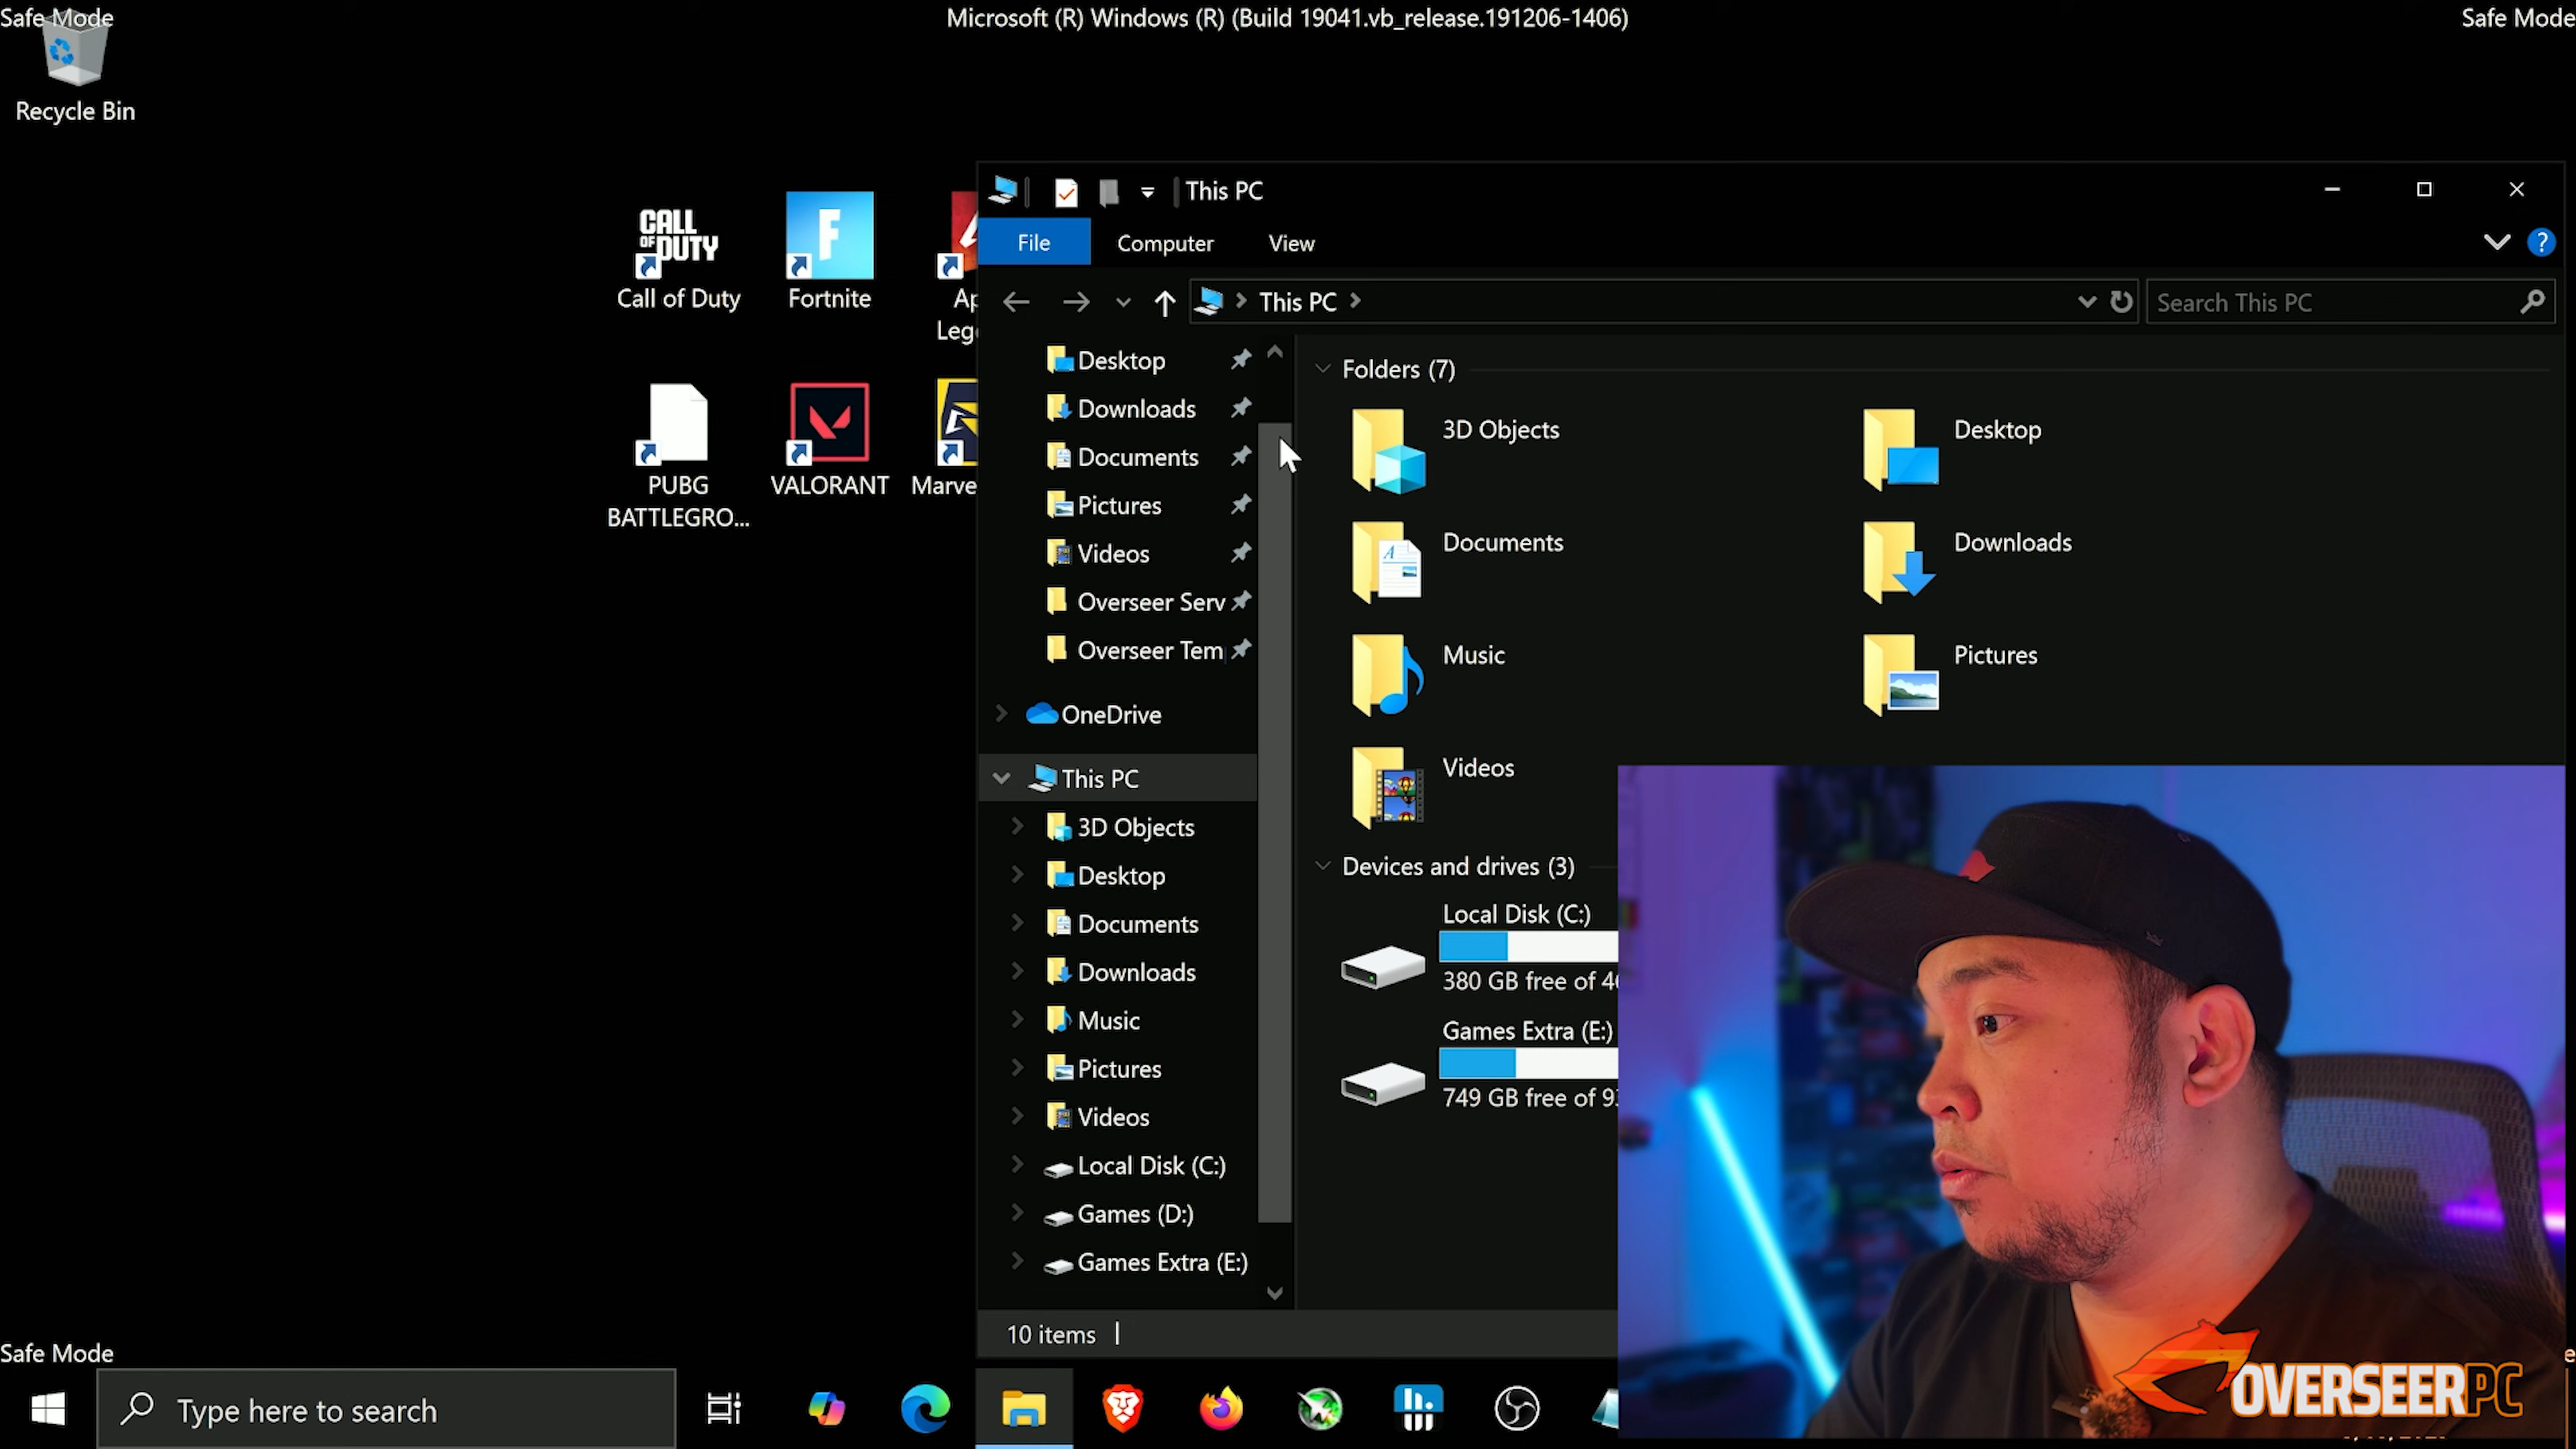 Safe Mode
Microsoft (R) Windows (R) (Build 19041.vb_release.191206-1406)
Safe Mode
Recycle Bin
CALL OF DUTY
Call of Duty
Fortnite
PUBG
BATTLEGRO...
VALORANT
This PC
File
Computer
View
This PC
Search This PC
Desktop
Downloads
Documents
Pictures
Videos
Overseer Serv
Overseer Tem
OneDrive
This PC
3D Objects
Desktop
Documents
Downloads
Music
Pictures
Videos
Local Disk (C:)
Games (D:)
Games Extra (E:)
Folders (7)
3D Objects
Desktop
Documents
Downloads
Music
Pictures
Videos
Devices and drives (3)
Local Disk (C:)
380 GB free of
Games Extra (E:)
749 GB free of
10 items
Safe Mode
Type here to search
OVERSEERPC